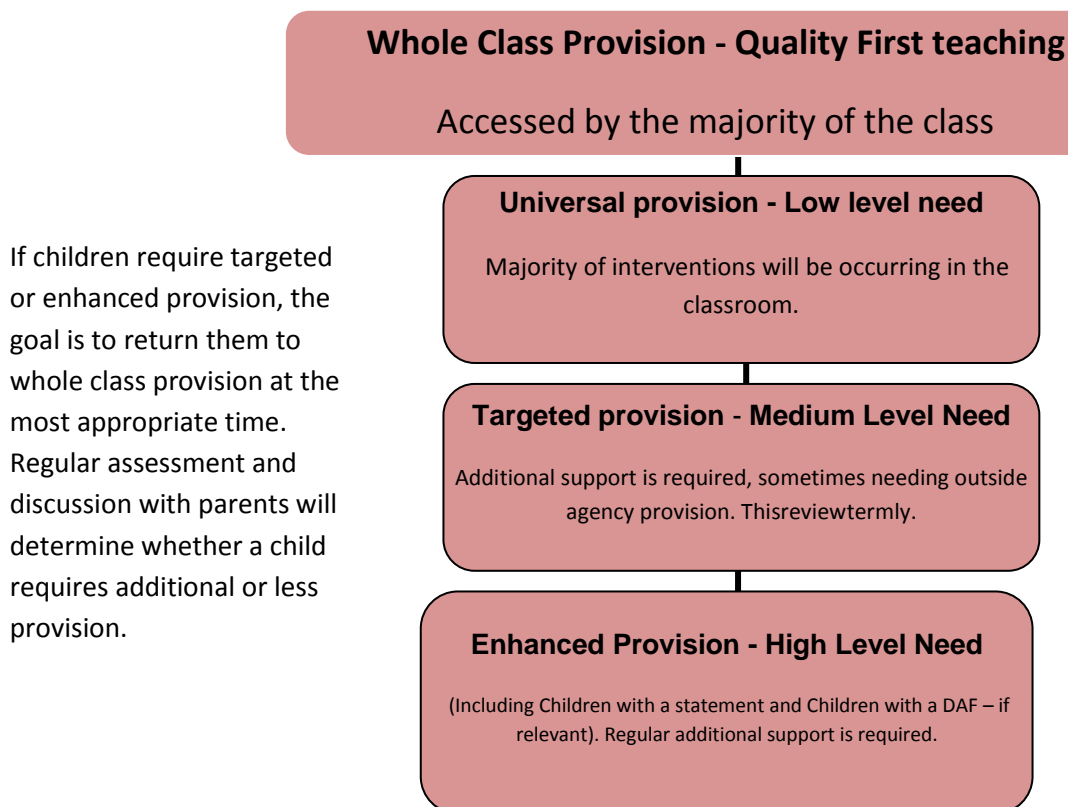 Whole Class Provision - Quality First teaching
Accessed by the majority of the class
Universal provision - Low level need
Majority of interventions will be occurring in the
classroom.
If children require targeted
or enhanced provision, the
goal is to return them to
whole class provision at the
most appropriate time.
Regular assessment and
discussion with parents will
determine whether a child
requires additional or less
provision.
Targeted provision - Medium Level Need
Additional support is required, sometimes needing outside
agency provision. Thisreviewtermly.
Enhanced Provision - High Level Need
(Including Children with a statement and Children with a DAF – if
relevant). Regular additional support is required.